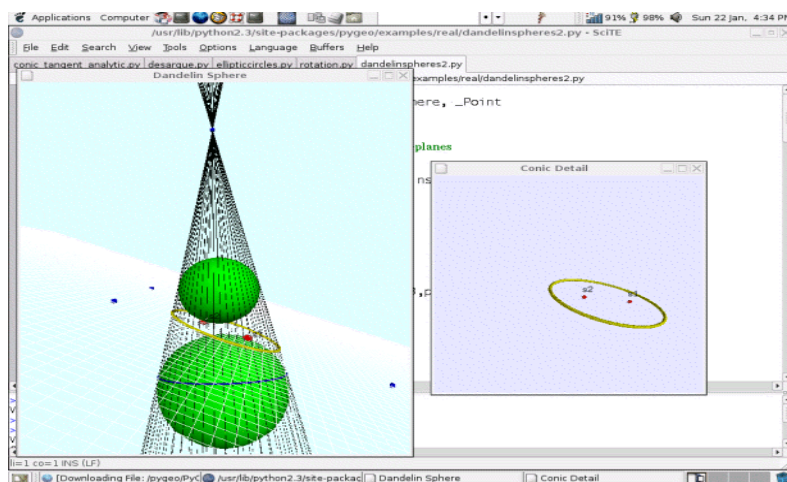 Applications Computer 91% 98% Sun 22 Jan, 4:34 PM
/usr/lib/python2.3/site-packages/pygeo/examples/real/dandelinspheres2.py - SciTE
File Edit Search View Tools Options Language Buffers Help
conic_tangent_analytic.py desargue.py ellipticcircles.py rotation.py dandelinspheres2.py
Dandelin Sphere
examples/real/dandelinspheres2.py
here, _Point
planes
Conic Detail
ns
s2 s1
li=1 co=1 INS (LF)
[Downloading File: /pygeo/PyG /usr/lib/python2.3/site-packac Dandelin Sphere Conic Detail